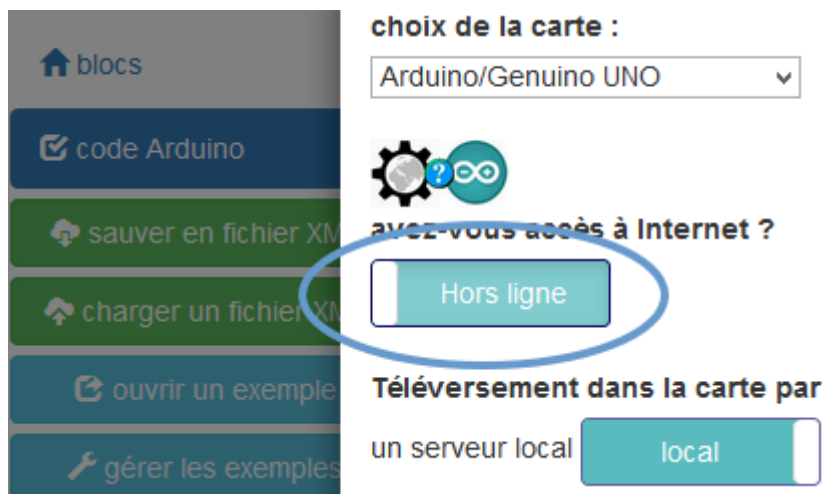 blocs
code Arduino
sauver en fichier XM
charger un fichier XM
ouvrir un exemple
gérer les exemples
choix de la carte :
Arduino/Genuino UNO
?
avez-vous accès à Internet ?
Hors ligne
Téléversement dans la carte par
un serveur local local